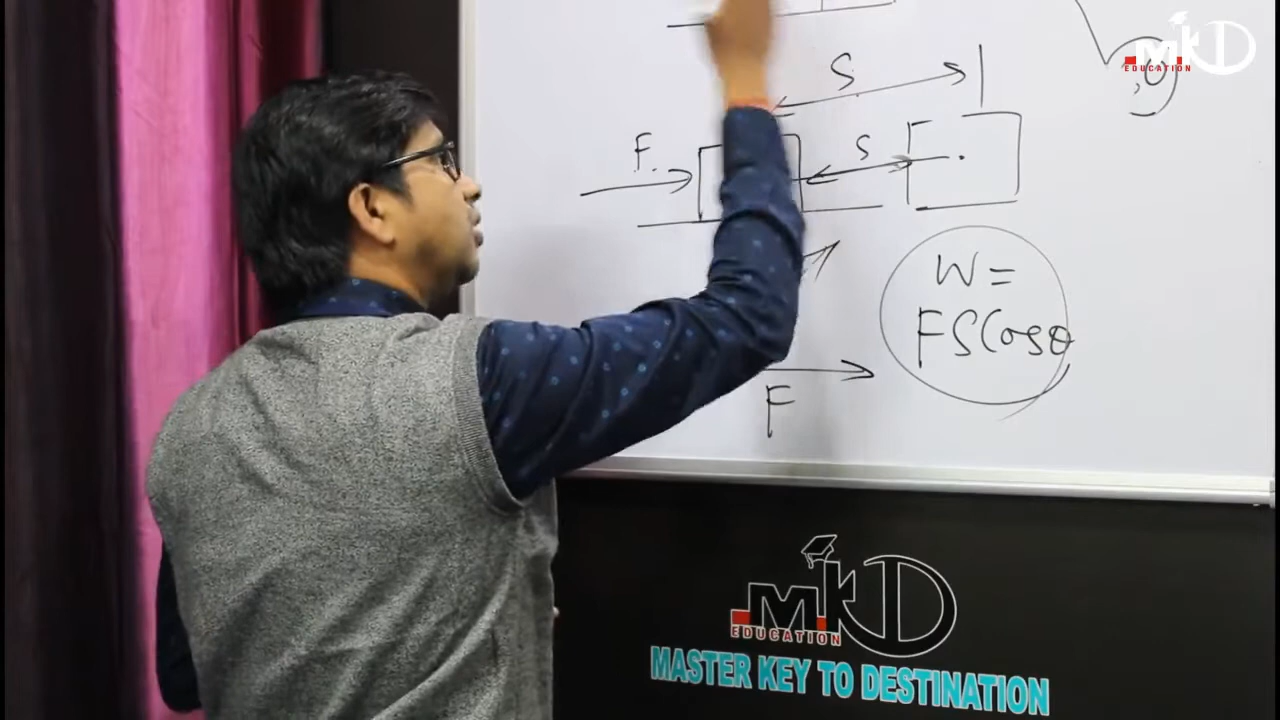 MKD
EDUCATION
S
F.
S
W =
FSCosθ
F
MKD
EDUCATION
MASTER KEY TO DESTINATION